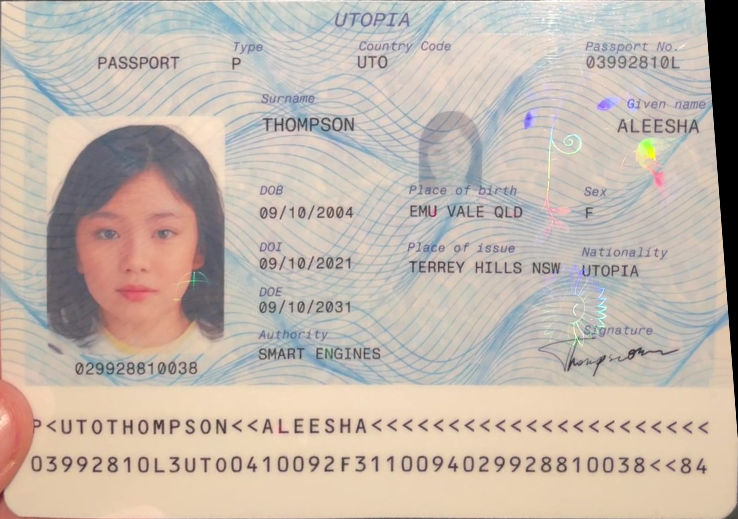 UTOPIA
Type Country Code Passport No.
PASSPORT P UTO 03992810L
Surname Given name
THOMPSON ALEESHA
DOB Place of birth Sex
09/10/2004 EMU VALE QLD F
DOI Place of issue Nationality
09/10/2021 TERREY HILLS NSW UTOPIA
DOE
09/10/2031
Authority Signature
SMART ENGINES Thompson
029928810038
P<UTOTHOMPSON<<ALEESHA<<<<<<<<<<<<<<<<<<<<<<
03992810L3UTO0410092F3110094029928810038<<84